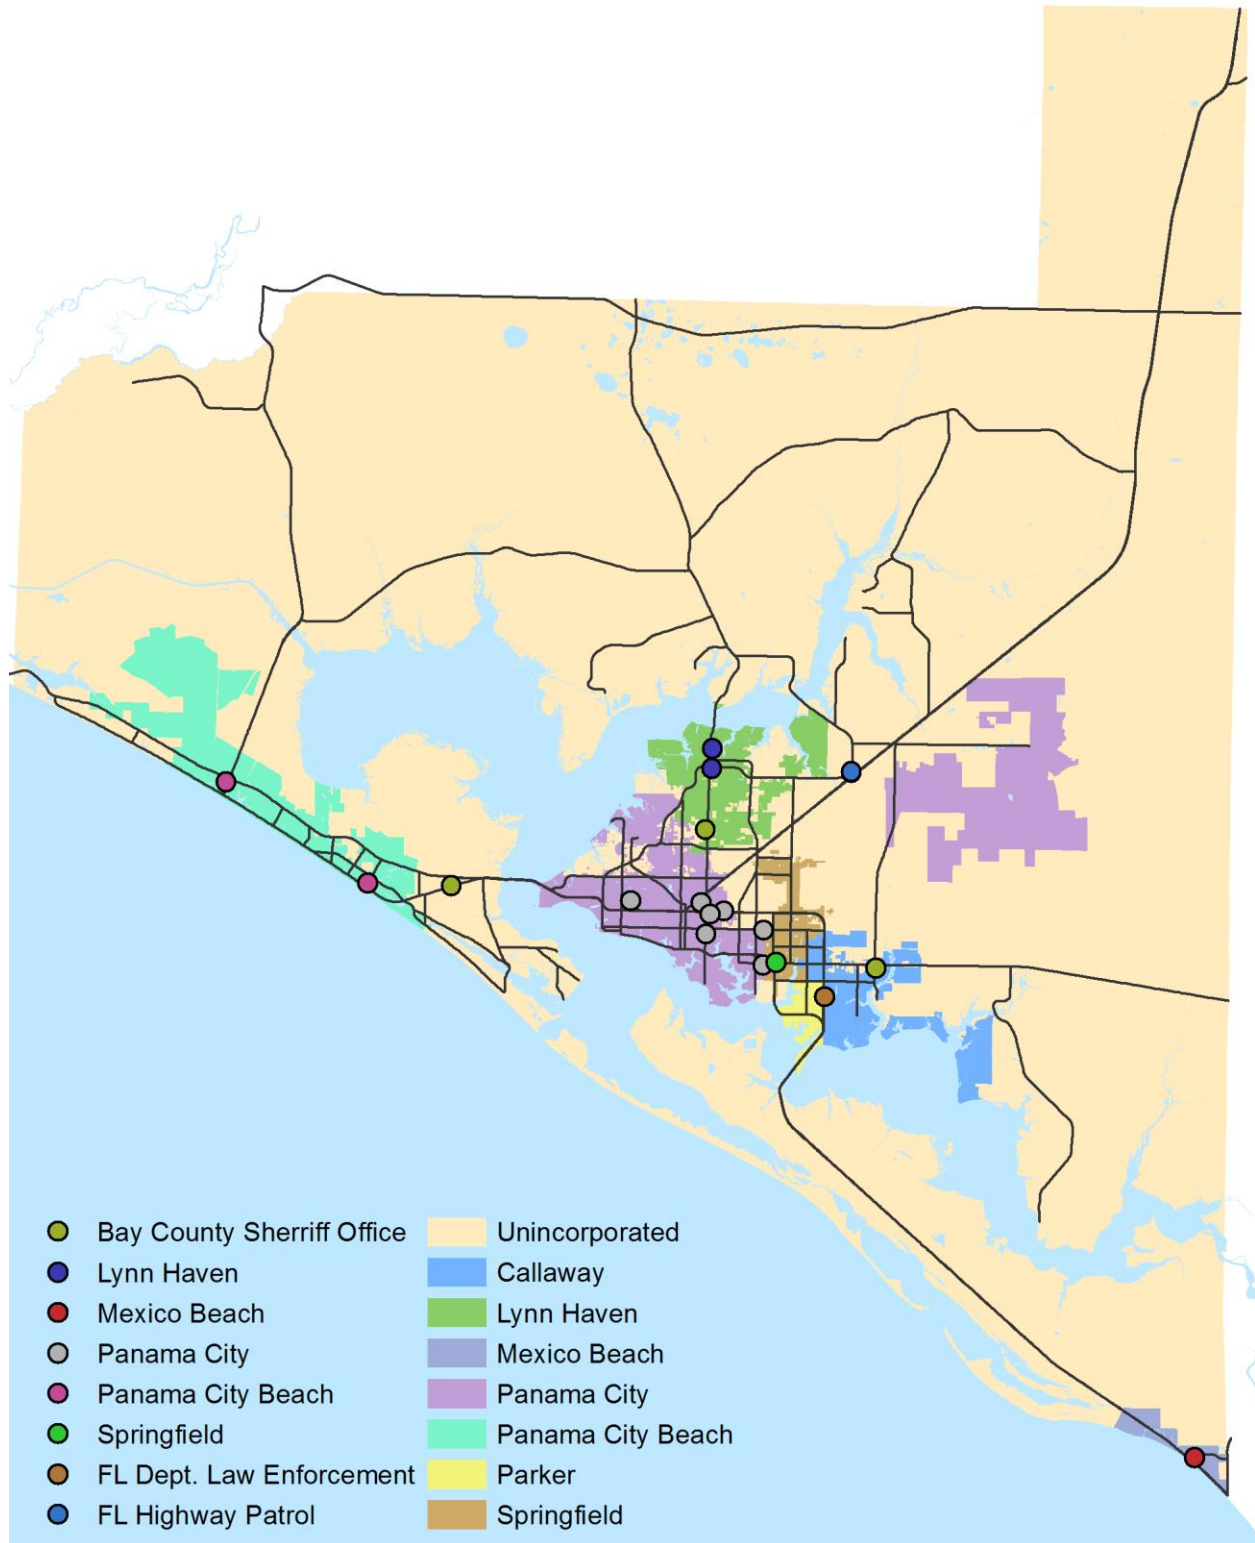 Bay County Sherriff Office
Lynn Haven
Mexico Beach
Panama City
Panama City Beach
Springfield
FL Dept. Law Enforcement
FL Highway Patrol
Unincorporated
Callaway
Lynn Haven
Mexico Beach
Panama City
Panama City Beach
Parker
Springfield